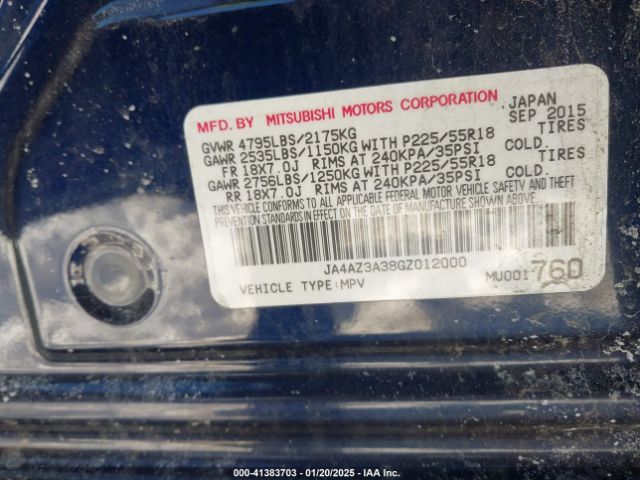 MFD. BY MITSUBISHI MOTORS CORPORATION JAPAN
GVWR 4795LBS/2175KG SEP 2015
GAWR 2535LBS/1150KG WITH P225/55R18 TIRES
FR 18X7.0J RIMS AT 240KPA/35PSI COLD.
GAWR 2756LBS/1250KG WITH P225/55R18 TIRES
RR 18X7.0J RIMS AT 240KPA/35PSI COLD.
THIS VEHICLE CONFORMS TO ALL APPLICABLE FEDERAL MOTOR VEHICLE SAFETY AND THEFT
PREVENTION STANDARDS IN EFFECT ON THE DATE OF MANUFACTURE SHOWN ABOVE.
JA4AZ3A38GZ012000
VEHICLE TYPE:MPV MU001760
000-41383703 — 01/20/2025 — IAA Inc.